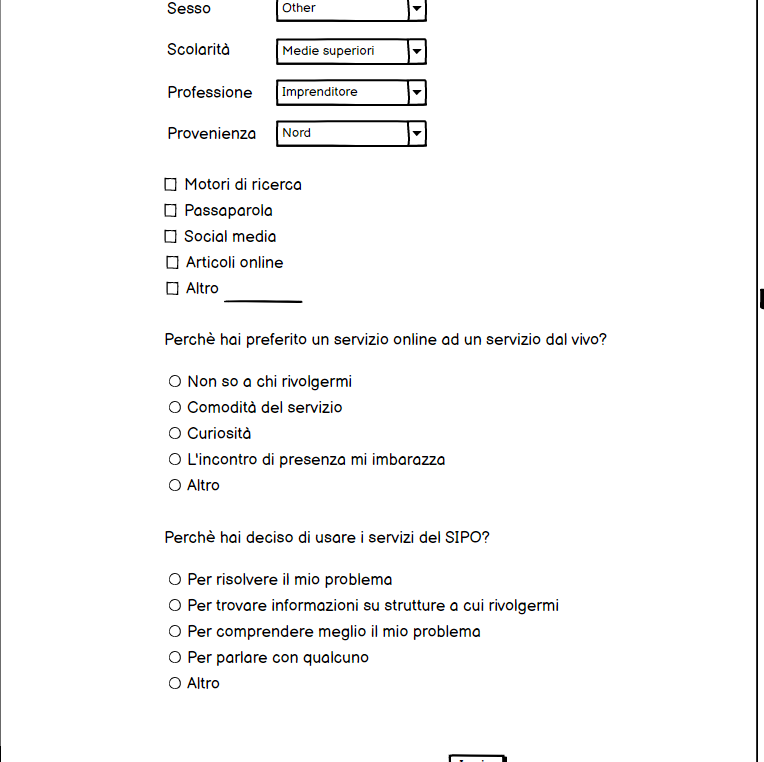 Sesso Other
Scolarità Medie superiori
Professione Imprenditore
Provenienza Nord
Motori di ricerca
Passaparola
Social media
Articoli online
Altro
Perchè hai preferito un servizio online ad un servizio dal vivo?
Non so a chi rivolgermi
Comodità del servizio
Curiosità
L'incontro di presenza mi imbarazza
Altro
Perchè hai deciso di usare i servizi del SIPO?
Per risolvere il mio problema
Per trovare informazioni su strutture a cui rivolgermi
Per comprendere meglio il mio problema
Per parlare con qualcuno
Altro